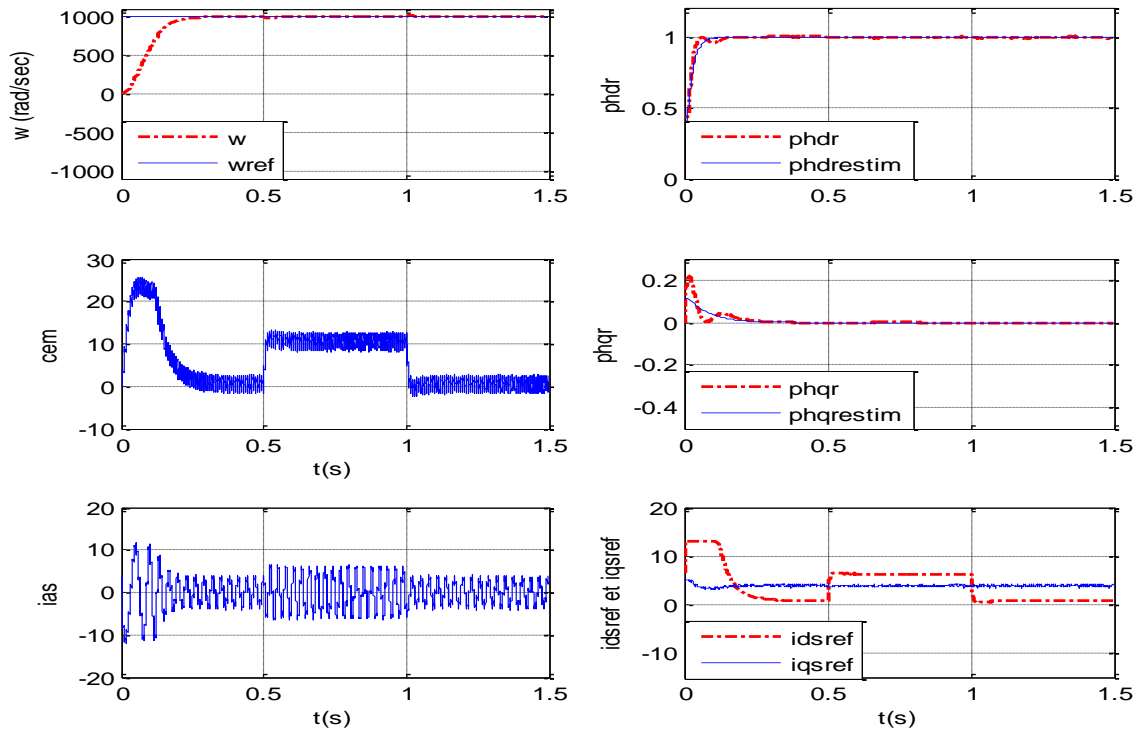 w (rad/sec)
1000
500
0
-500
-1000
w
wref
0
0.5
1
1.5
phdr
1
0.5
0
phdr
phdrestim
0
0.5
1
1.5
cem
30
20
10
0
-10
0
0.5
1
1.5
t(s)
phqr
0.2
0
-0.2
-0.4
phqr
phqrestim
0
0.5
1
1.5
ias
20
10
0
-10
-20
0
0.5
1
1.5
t(s)
idsref et iqsref
20
10
0
-10
idsref
iqsref
0
0.5
1
1.5
t(s)